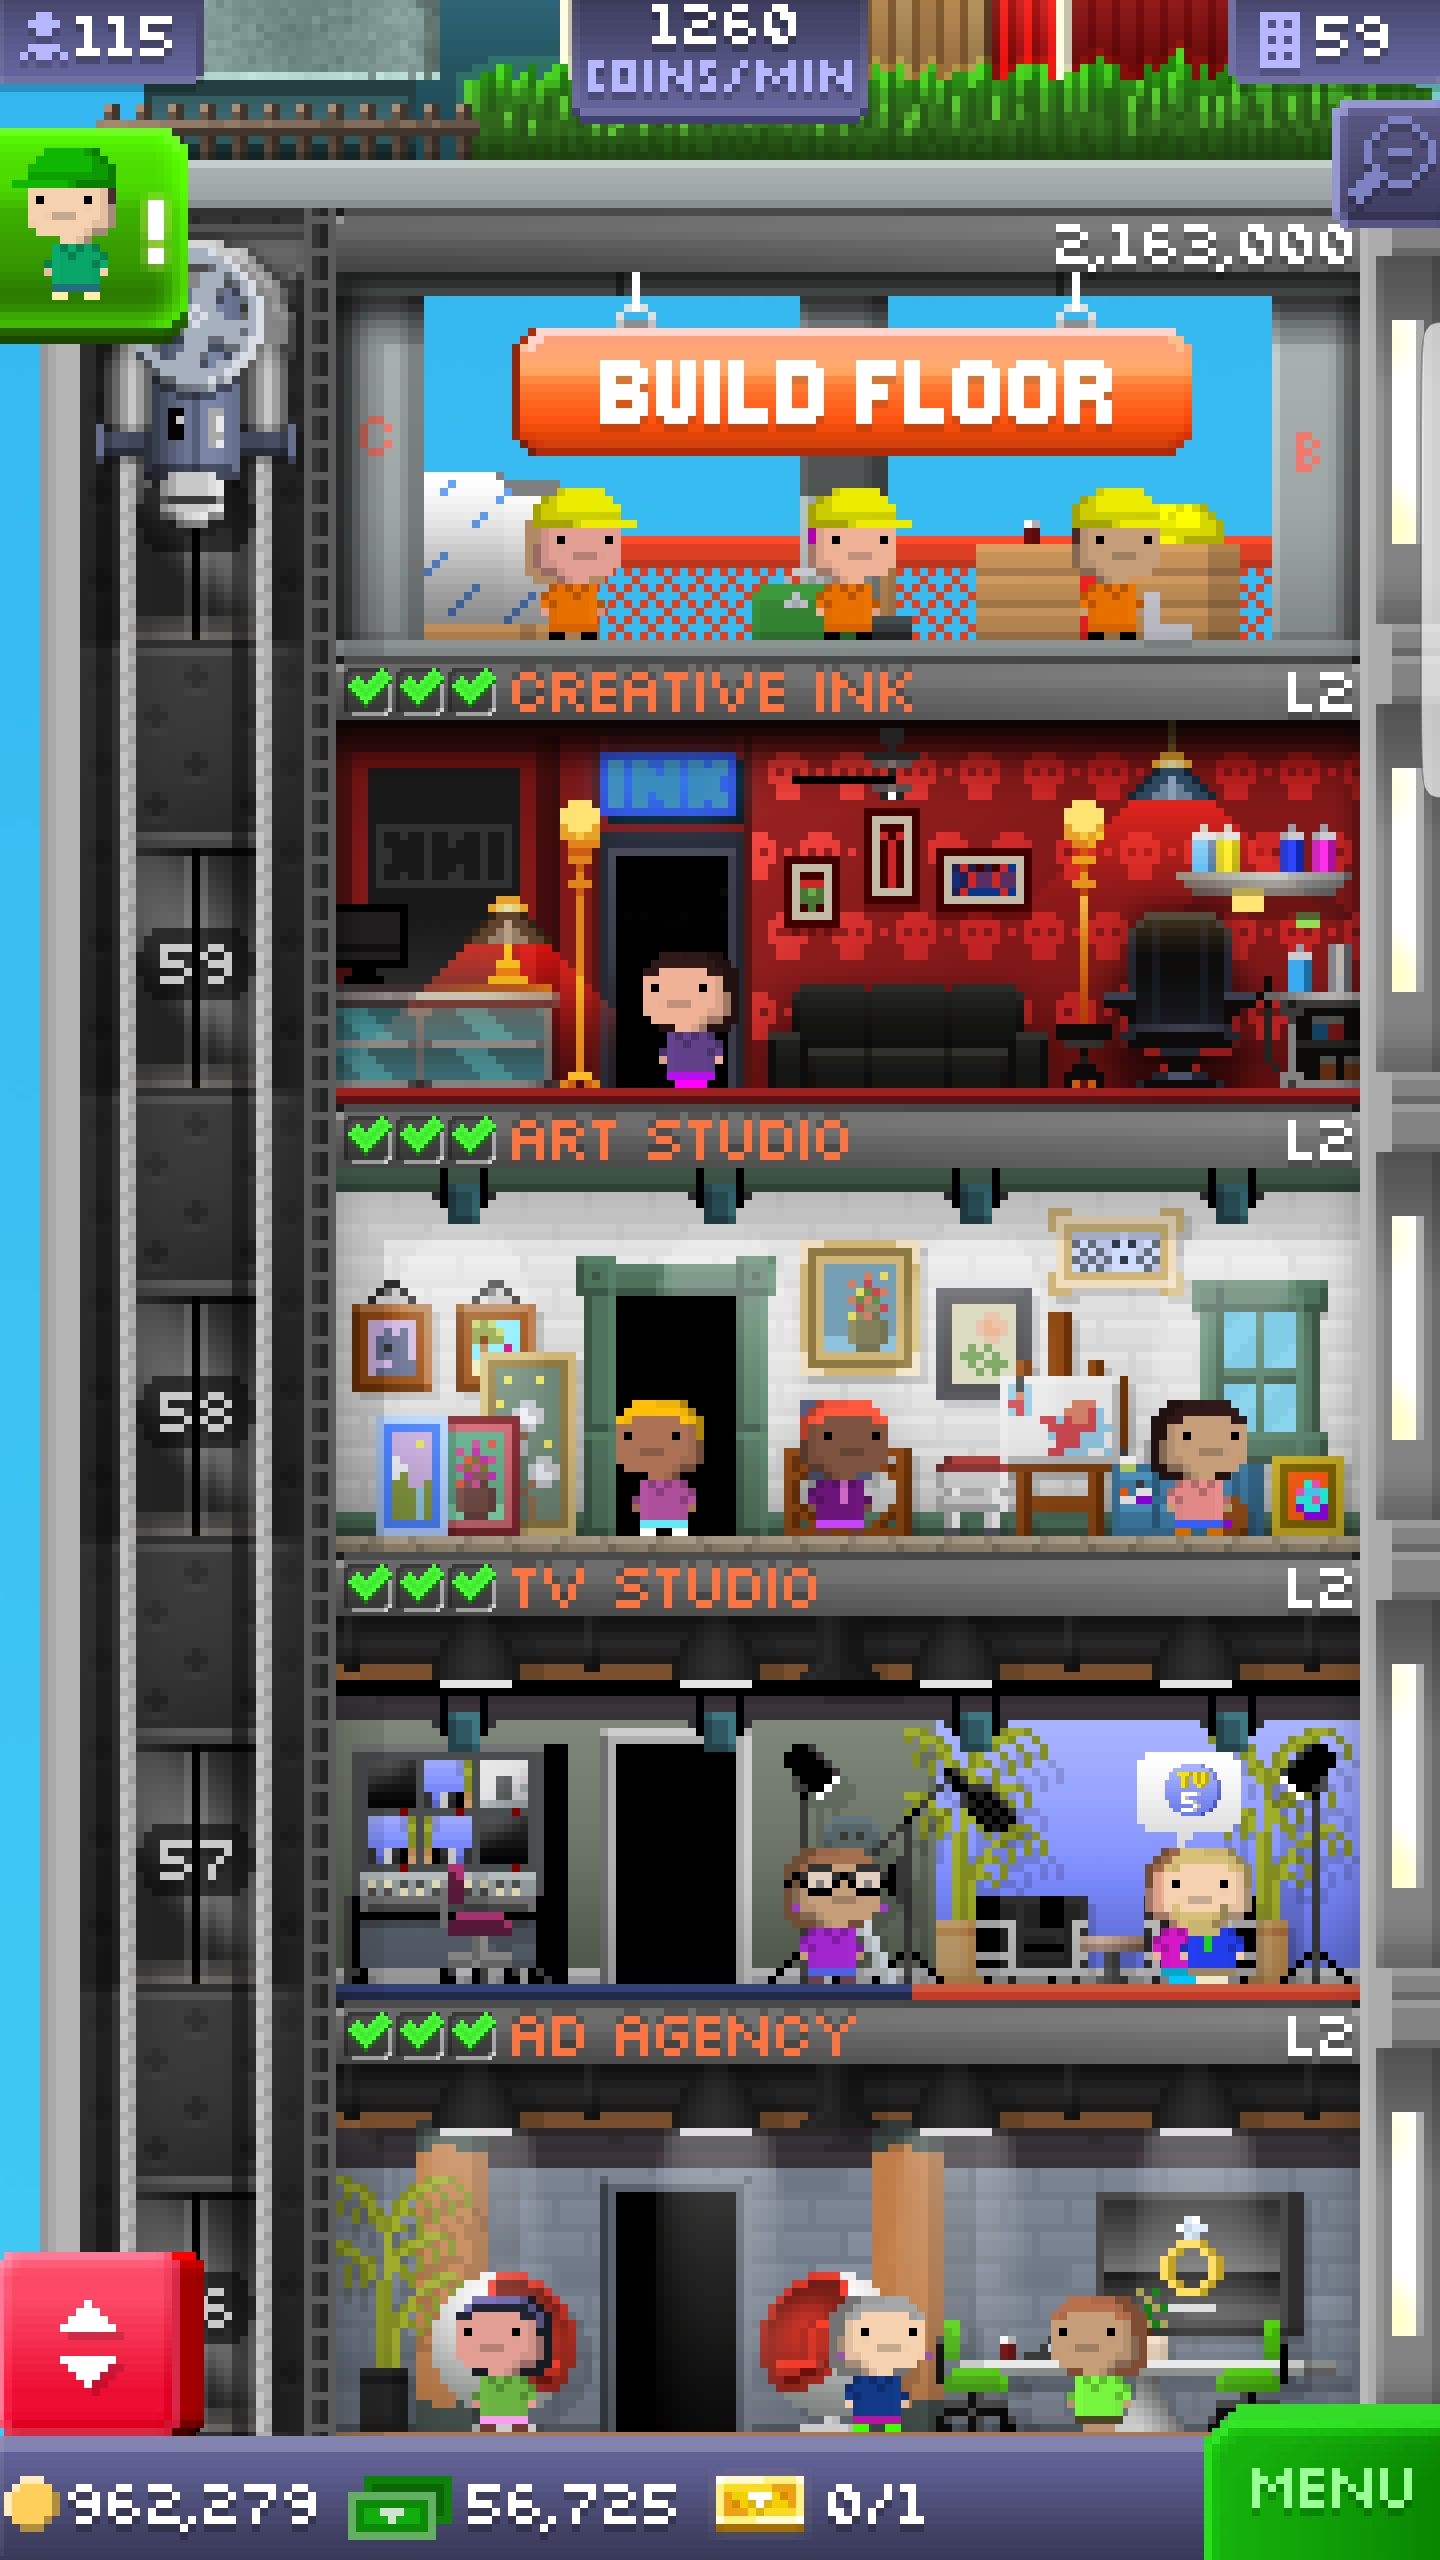 115
1260
COINS/MIN
59
!
2,163,000
BUILD FLOOR
C
B
CREATIVE INK
L2
INK
59
ART STUDIO
L2
58
TV STUDIO
L2
TV
5
57
AD AGENCY
L2
962,279
56,725
0/1
MENU